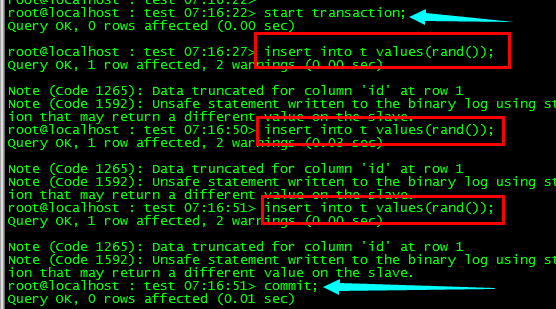 root@localhost : test 07:16:22>
root@localhost : test 07:16:22> start transaction;
Query OK, 0 rows affected (0.00 sec)
root@localhost : test 07:16:27> insert into t values(rand());
Query OK, 1 row affected, 2 warnings (0.00 sec)
Note (Code 1265): Data truncated for column 'id' at row 1
Note (Code 1592): Unsafe statement written to the binary log using st
ion that may return a different value on the slave.
root@localhost : test 07:16:50> insert into t values(rand());
Query OK, 1 row affected, 2 warnings (0.03 sec)
Note (Code 1265): Data truncated for column 'id' at row 1
Note (Code 1592): Unsafe statement written to the binary log using st
ion that may return a different value on the slave.
root@localhost : test 07:16:51> insert into t values(rand());
Query OK, 1 row affected, 2 warnings (0.00 sec)
Note (Code 1265): Data truncated for column 'id' at row 1
Note (Code 1592): Unsafe statement written to the binary log using st
ion that may return a different value on the slave.
root@localhost : test 07:16:51> commit;
Query OK, 0 rows affected (0.01 sec)